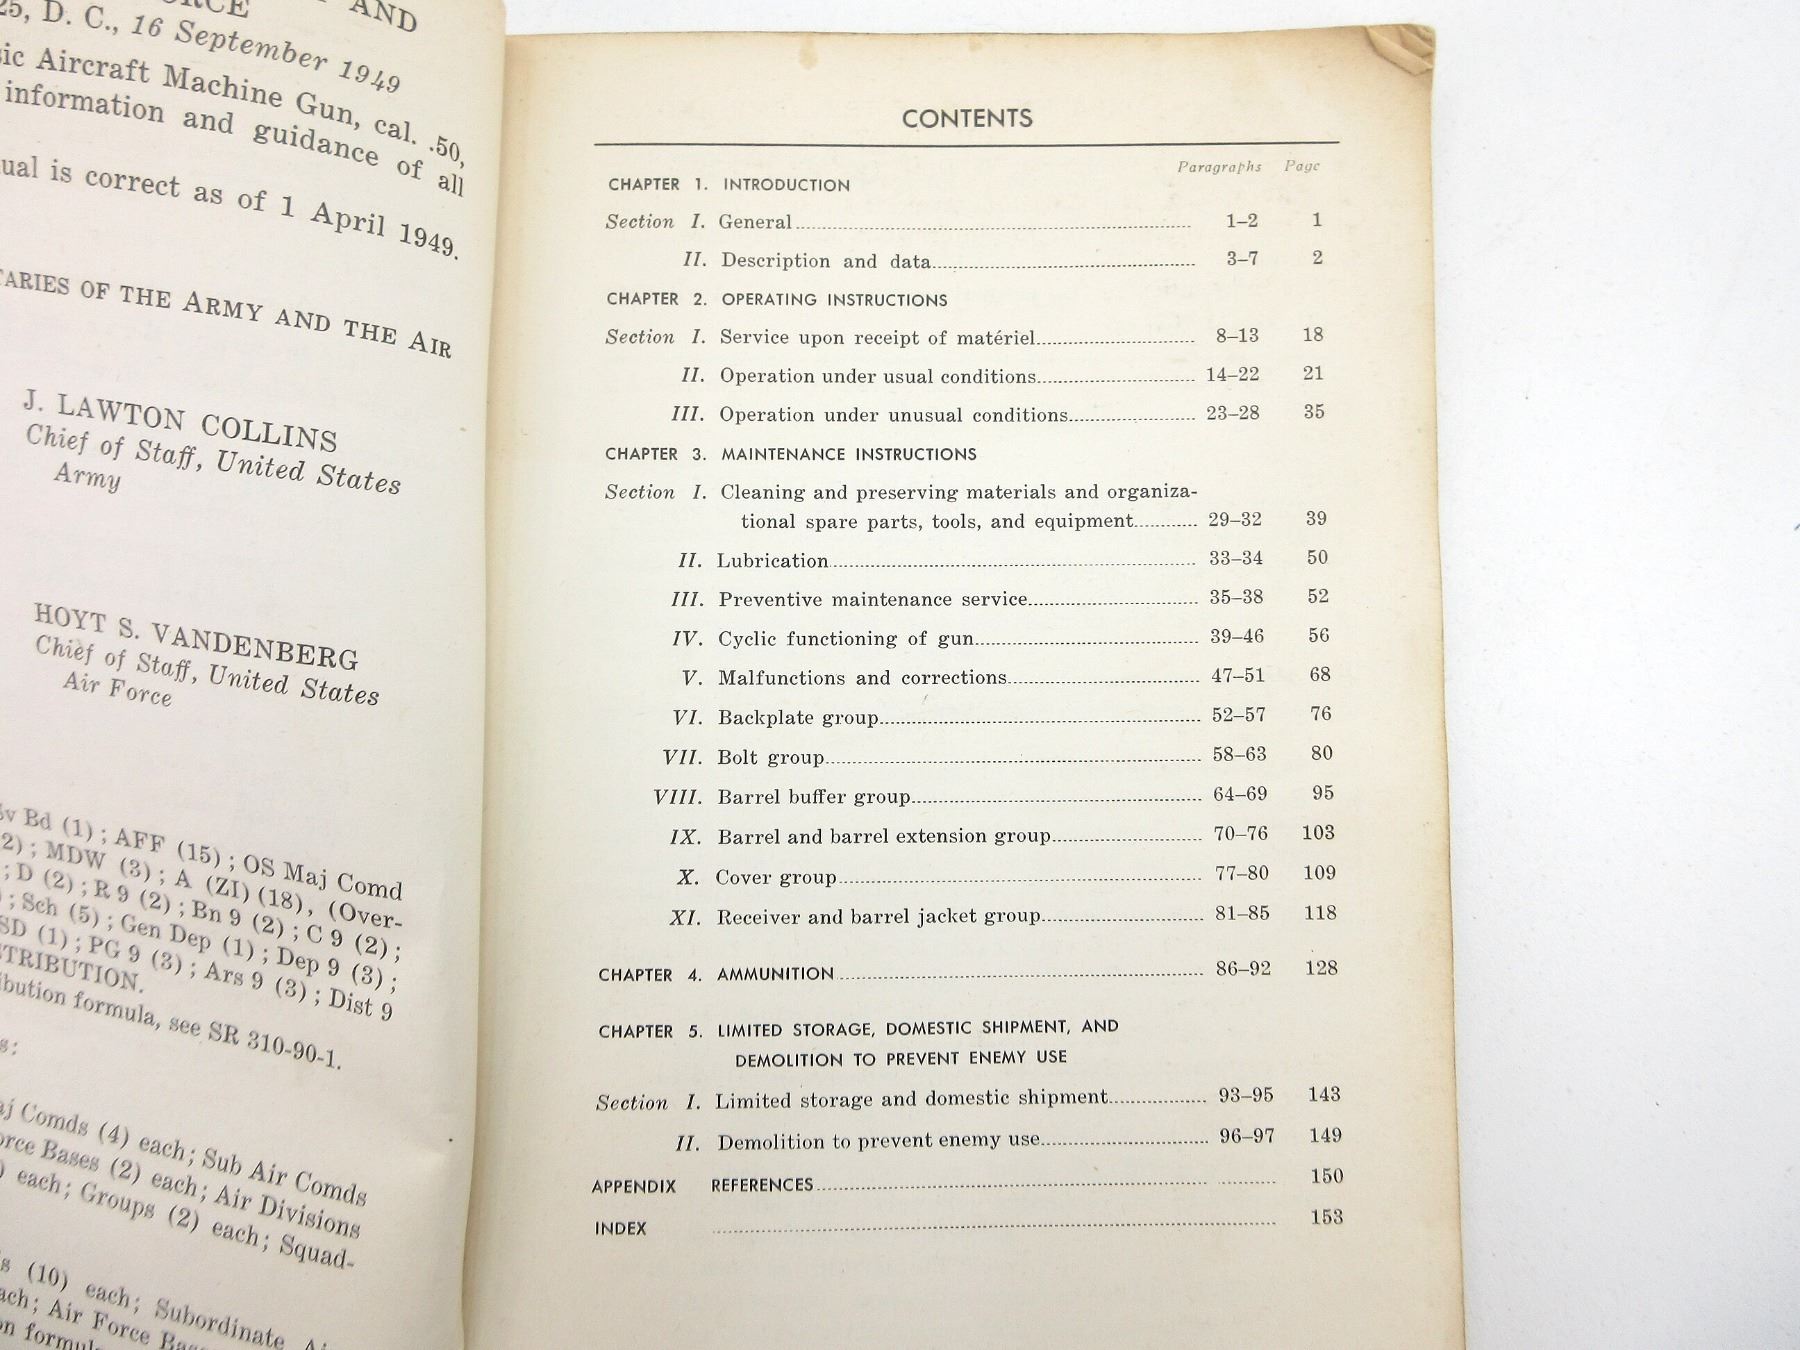 AND
25, D. C., 16 September 1949
Aircraft Machine Gun, cal. .50,
information and guidance of all
is correct as of 1 April 1949.
OF THE ARMY AND THE AIR
J. LAWTON COLLINS
Chief of Staff, United States
Army
HOYT S. VANDENBERG
Chief of Staff, United States
Air Force
Bd (1); AFF (15); OS Maj Comd
MDW (3); A (ZI) (18), (Over-
; D (2); R 9 (2); Bn 9 (2); C 9 (2);
; Sch (5); Gen Dep (1); Dep 9 (3);
(1); PG 9 (3); Ars 9 (3); Dist 9
formula, see SR 310-90-1.
Comds (4) each; Sub Air Comds
Bases (2) each; Air Divisions
each; Groups (2) each; Squad-
(10) each; Subordinate
Air Force
CONTENTS
Paragraphs Page
CHAPTER 1. INTRODUCTION
Section I. General 1–2 1
II. Description and data 3–7 2
CHAPTER 2. OPERATING INSTRUCTIONS
Section I. Service upon receipt of matériel 8–13 18
II. Operation under usual conditions 14–22 21
III. Operation under unusual conditions 23–28 35
CHAPTER 3. MAINTENANCE INSTRUCTIONS
Section I. Cleaning and preserving materials and organiza-
tional spare parts, tools, and equipment 29–32 39
II. Lubrication 33–34 50
III. Preventive maintenance service 35–38 52
IV. Cyclic functioning of gun 39–46 56
V. Malfunctions and corrections 47–51 68
VI. Backplate group 52–57 76
VII. Bolt group 58–63 80
VIII. Barrel buffer group 64–69 95
IX. Barrel and barrel extension group 70–76 103
X. Cover group 77–80 109
XI. Receiver and barrel jacket group 81–85 118
CHAPTER 4. AMMUNITION 86–92 128
CHAPTER 5. LIMITED STORAGE, DOMESTIC SHIPMENT, AND
DEMOLITION TO PREVENT ENEMY USE
Section I. Limited storage and domestic shipment 93–95 143
II. Demolition to prevent enemy use 96–97 149
APPENDIX REFERENCES 150
INDEX 153